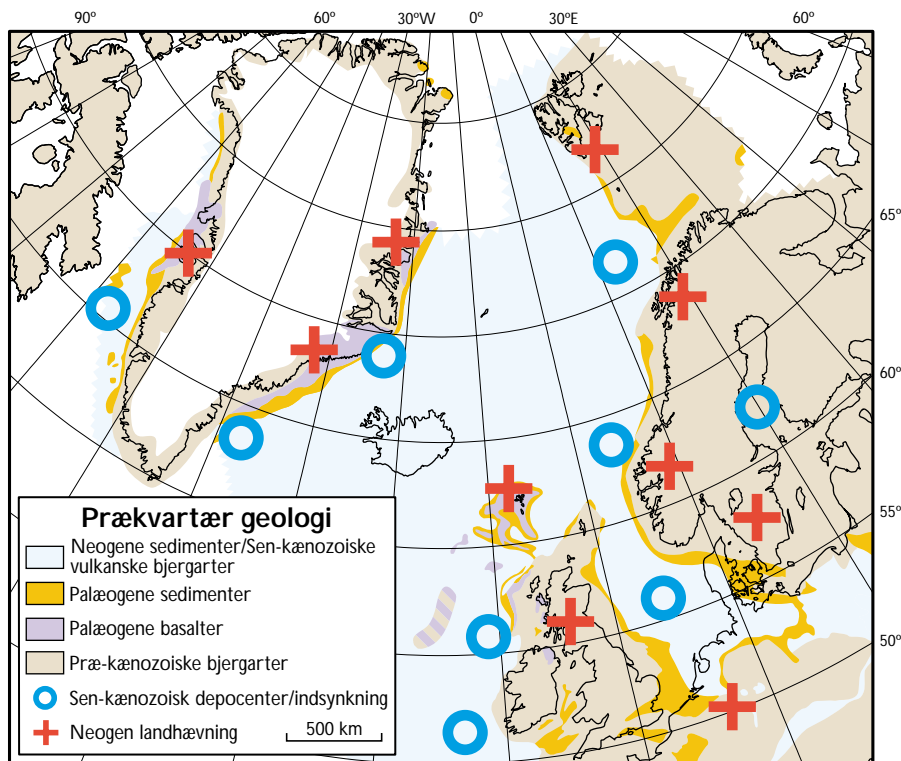 90° 60° 30°W 0° 30°E 60°
65°
60°
55°
50°
Prækvartær geologi
Neogene sedimenter/Sen-kænozoiske
vulkanske bjergarter
Palæogene sedimenter
Palæogene basalter
Præ-kænozoiske bjergarter
Sen-kænozoisk depocenter/indsynkning
Neogen landhævning
500 km